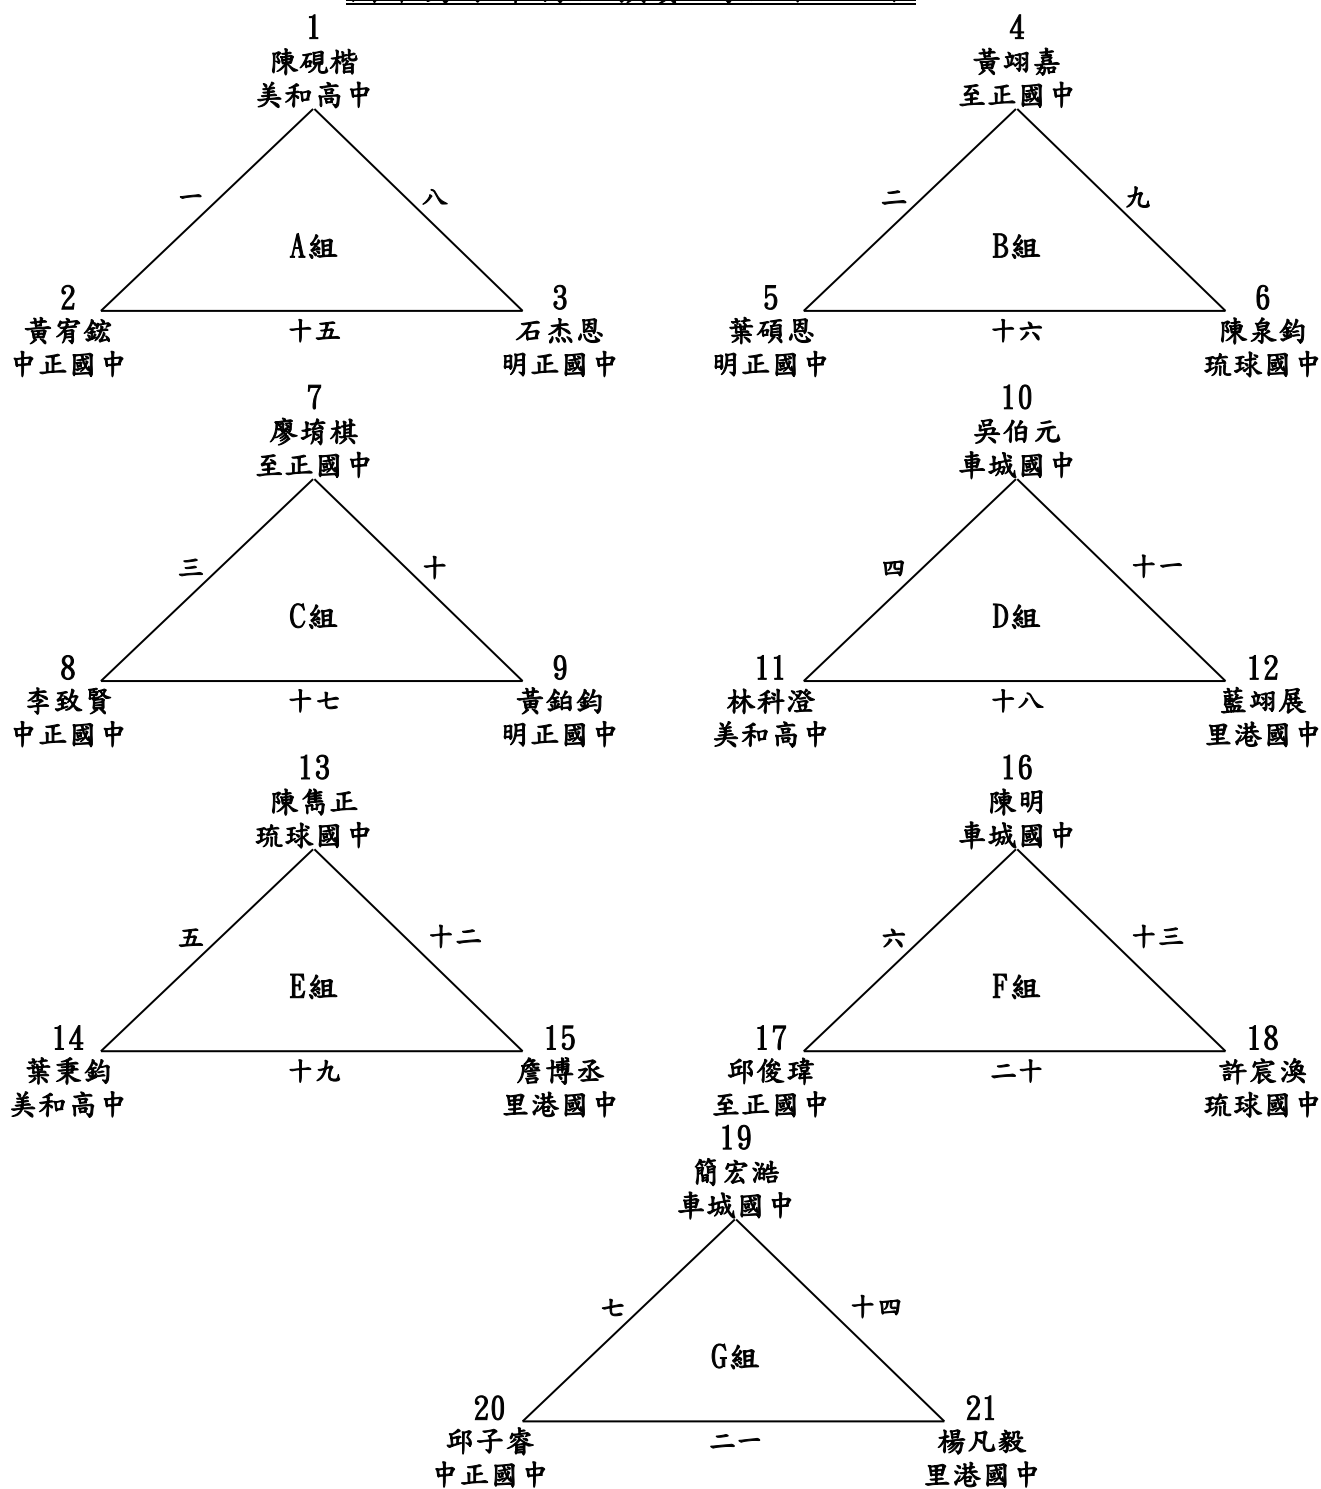 1
陳硯楷
美和高中
一
八
A組
2
黃宥鋐
中正國中
十五
3
石杰恩
明正國中
4
黃翊嘉
至正國中
二
九
B組
5
葉碩恩
明正國中
十六
6
陳泉鈞
琉球國中
7
廖堉棋
至正國中
三
十
C組
8
李致賢
中正國中
十七
9
黃鉑鈞
明正國中
10
吳伯元
車城國中
四
十一
D組
11
林科澄
美和高中
十八
12
藍翊展
里港國中
13
陳雋正
琉球國中
五
十二
E組
14
葉秉鈞
美和高中
十九
15
詹博丞
里港國中
16
陳明
車城國中
六
十三
F組
17
邱俊瑋
至正國中
二十
18
許宸渙
琉球國中
19
簡宏澔
車城國中
七
十四
G組
20
邱子睿
中正國中
二一
21
楊凡毅
里港國中